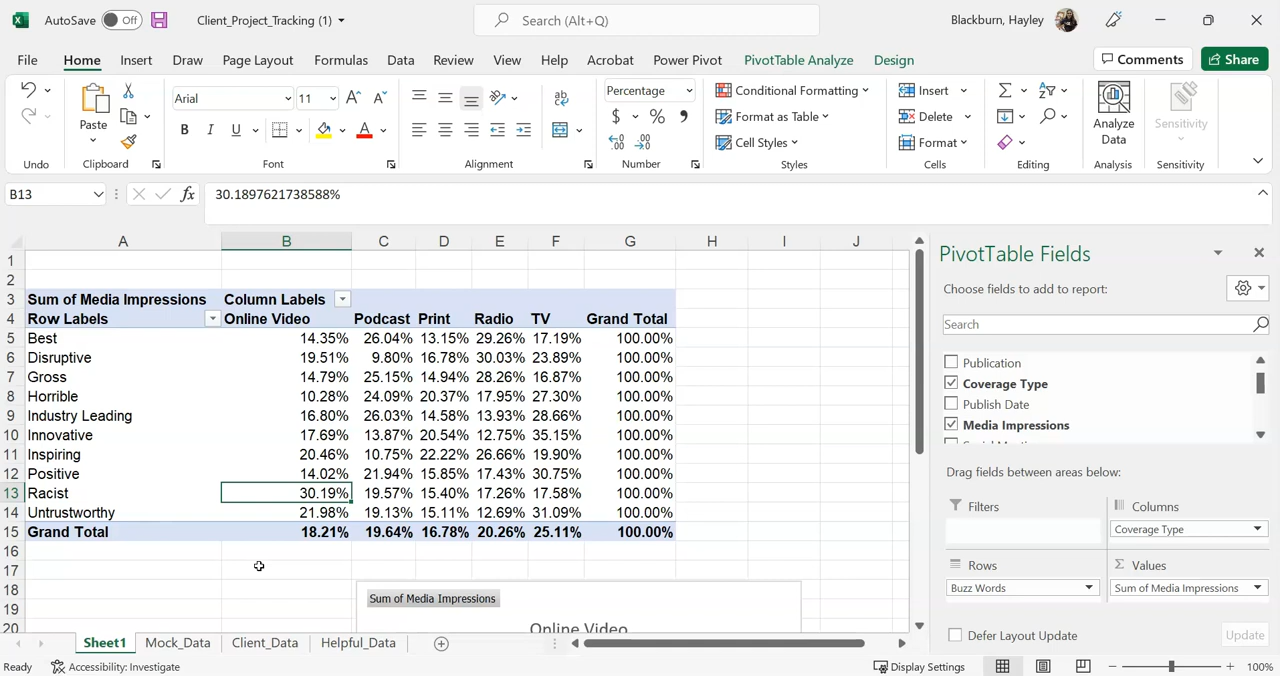 AutoSave Off Client_Project_Tracking (1) Search (Alt+Q) Blackburn, Hayley
File Home Insert Draw Page Layout Formulas Data Review View Help Acrobat Power Pivot PivotTable Analyze Design Comments Share
Paste
Arial 11
Percentage
Conditional Formatting
Format as Table
Cell Styles
Insert
Delete
Format
Analyze Data
Sensitivity
Undo Clipboard Font Alignment Number Styles Cells Editing Analysis Sensitivity
B13 fx 30.1897621738588%
A B C D E F G H I J
1
2
3 Sum of Media Impressions Column Labels
4 Row Labels Online Video Podcast Print Radio TV Grand Total
5 Best 14.35% 26.04% 13.15% 29.26% 17.19% 100.00%
6 Disruptive 19.51% 9.80% 16.78% 30.03% 23.89% 100.00%
7 Gross 14.79% 25.15% 14.94% 28.26% 16.87% 100.00%
8 Horrible 10.28% 24.09% 20.37% 17.95% 27.30% 100.00%
9 Industry Leading 16.80% 26.03% 14.58% 13.93% 28.66% 100.00%
10 Innovative 17.69% 13.87% 20.54% 12.75% 35.15% 100.00%
11 Inspiring 20.46% 10.75% 22.22% 26.66% 19.90% 100.00%
12 Positive 14.02% 21.94% 15.85% 17.43% 30.75% 100.00%
13 Racist 30.19% 19.57% 15.40% 17.26% 17.58% 100.00%
14 Untrustworthy 21.98% 19.13% 15.11% 12.69% 31.09% 100.00%
15 Grand Total 18.21% 19.64% 16.78% 20.26% 25.11% 100.00%
16
17
18
19
20
Sum of Media Impressions
Online Video
PivotTable Fields
Choose fields to add to report:
Search
Publication
Coverage Type
Publish Date
Media Impressions
Drag fields between areas below:
Filters
Columns
Coverage Type
Rows
Buzz Words
Values
Sum of Media Impressions
Defer Layout Update Update
Sheet1 Mock_Data Client_Data Helpful_Data
Ready Accessibility: Investigate Display Settings 100%